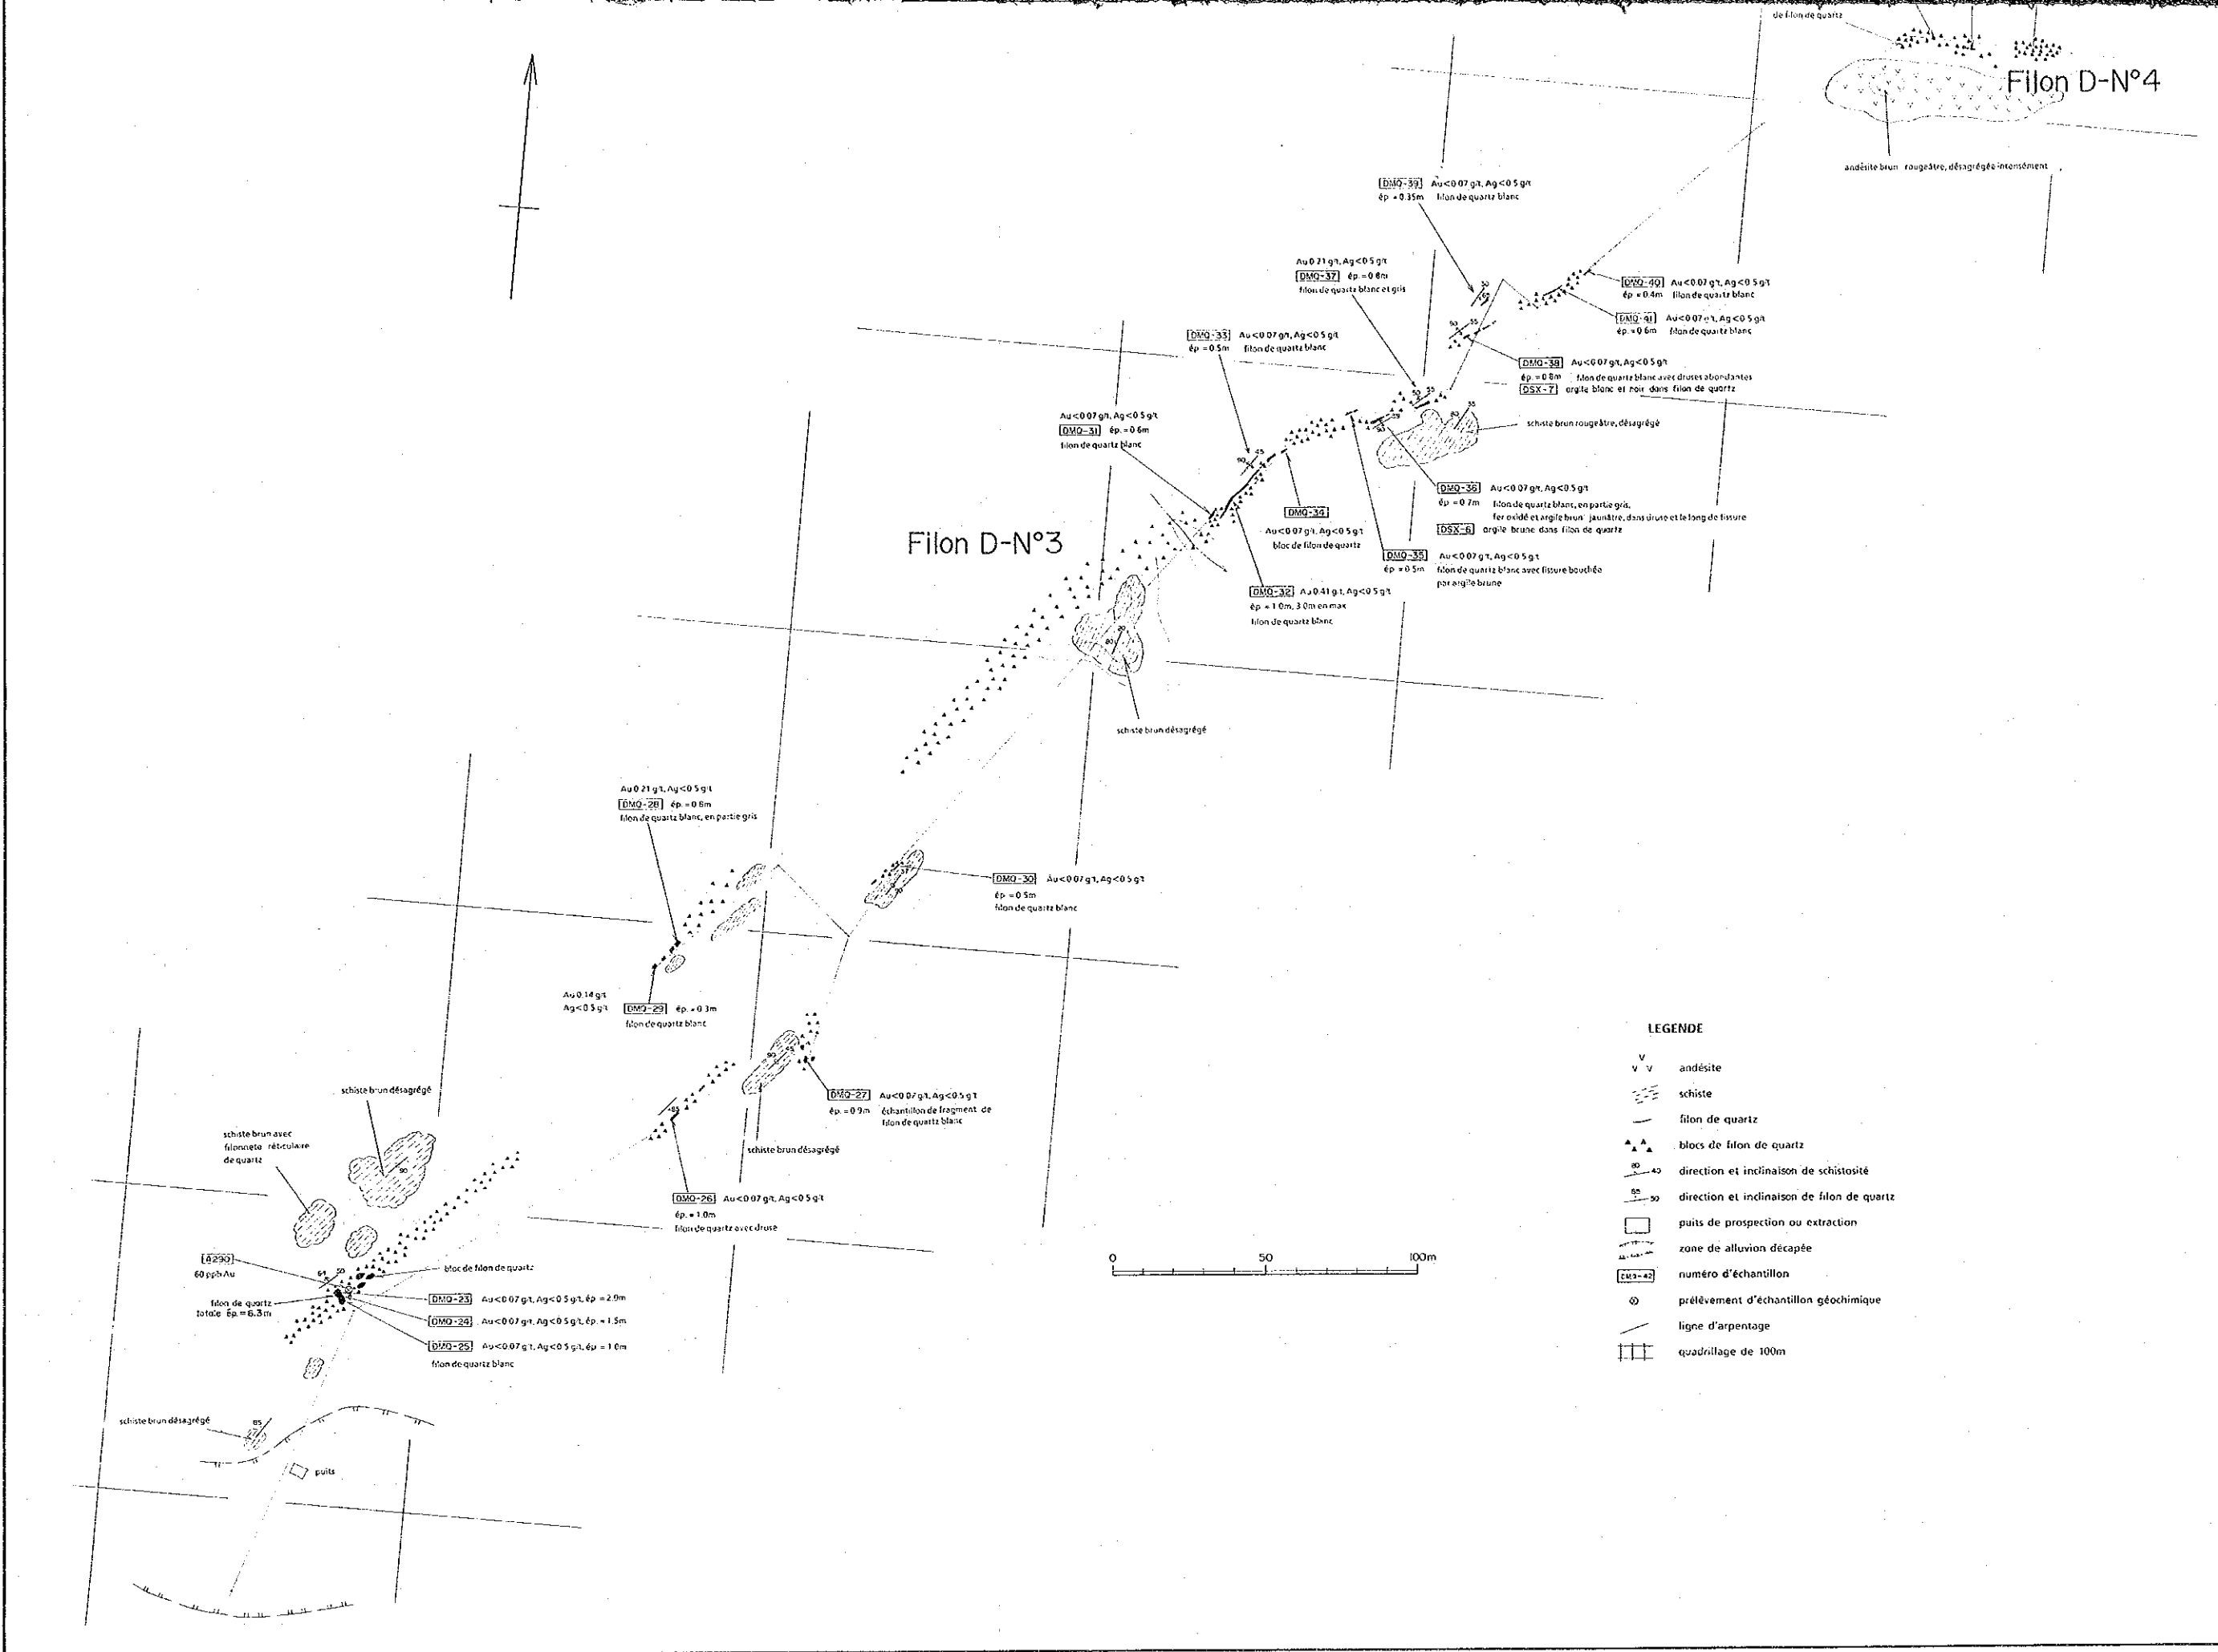 de filon de quartz
Filon D-N°4
andésite brun rougeâtre, désagrégée intensément
DMQ-39 Au<0.07 g/t, Ag<0.5 g/t
ép = 0.35m filon de quartz blanc
Au 0.21 g/t, Ag<0.5 g/t
DMQ-37 ép. = 0.8m
filon de quartz blanc et gris
DMQ-40 Au<0.07 g/t, Ag<0.5 g/t
ép = 0.4m filon de quartz blanc
DMQ-41 Au<0.07 g/t, Ag<0.5 g/t
ép. = 0.6m filon de quartz blanc
DMQ-33 Au<0.07 g/t, Ag<0.5 g/t
ép = 0.5m filon de quartz blanc
DMQ-38 Au<0.07 g/t, Ag<0.5 g/t
ép. = 0.8m filon de quartz blanc avec druses abondantes
DSX-7 argile blanc et noir dans filon de quartz
Au<0.07 g/t, Ag<0.5 g/t
DMQ-31 ép. = 0.6m
filon de quartz blanc
schiste brun rougeâtre, désagrégé
DMQ-36 Au<0.07 g/t, Ag<0.5 g/t
ép = 0.7m filon de quartz blanc, en partie gris,
fer oxidé et argile brun jaunâtre, dans druse et le long de fissure
DSX-6 argile brune dans filon de quartz
DMQ-34
Au<0.07 g/t, Ag<0.5 g/t
bloc de filon de quartz
Filon D-N°3
DMQ-35 Au<0.07 g/t, Ag<0.5 g/t
ép = 0.5m filon de quartz blanc avec fissure bouchée
par argile brune
DMQ-32 Au 0.41 g/t, Ag<0.5 g/t
ép = 1.0m, 3.0m en max
filon de quartz blanc
schiste brun désagrégé
Au 0.21 g/t, Ag<0.5 g/t
DMQ-28 ép. = 0.8m
filon de quartz blanc, en partie gris
DMQ-30 Au<0.07 g/t, Ag<0.5 g/t
ép = 0.5m
filon de quartz blanc
Au 0.14 g/t
Ag<0.5 g/t DMQ-29 ép. = 0.3m
filon de quartz blanc
DMQ-27 Au<0.07 g/t, Ag<0.5 g/t
ép. = 0.9m échantillon de fragment de
filon de quartz blanc
schiste brun désagrégé
schiste brun désagrégé
schiste brun avec
filonnete réticulaire
de quartz
DMQ-26 Au<0.07 g/t, Ag<0.5 g/t
ép. = 1.0m
filon de quartz avec druse
A290
60 ppb Au
bloc de filon de quartz
filon de quartz
totale ép. = 6.3m
DMQ-23 Au<0.07 g/t, Ag<0.5 g/t, ép = 2.0m
DMQ-24 Au<0.07 g/t, Ag<0.5 g/t, ép. = 1.5m
DMQ-25 Au<0.07 g/t, Ag<0.5 g/t, ép = 1.0m
filon de quartz blanc
schiste brun désagrégé
85
puits
0 50 100m
LEGENDE
andésite
schiste
filon de quartz
blocs de filon de quartz
80 40 direction et inclinaison de schistosité
65 50 direction et inclinaison de filon de quartz
puits de prospection ou extraction
zone de alluvion décapée
DMQ-42 numéro d'échantillon
prélèvement d'échantillon géochimique
ligne d'arpentage
quadrillage de 100m